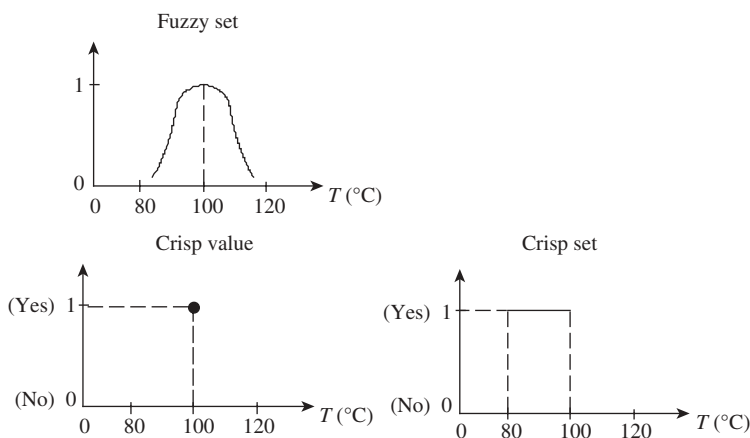 Fuzzy set
1
0
0 80 100 120 T (°C)
Crisp value
(Yes) 1
(No) 0
0 80 100 120 T (°C)
Crisp set
(Yes) 1
(No) 0
0 80 100 120 T (°C)